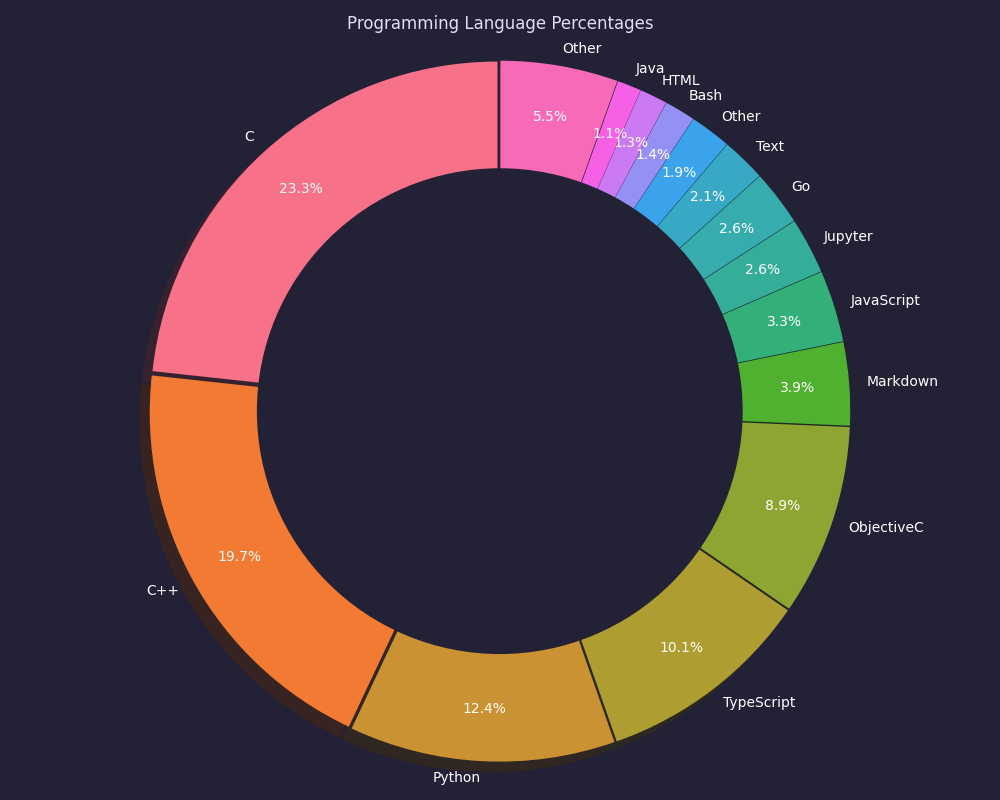 Programming Language Percentages
Other
5.5%
Java
1.1%
HTML
1.3%
Bash
1.4%
Other
1.9%
Text
2.1%
Go
2.6%
Jupyter
2.6%
JavaScript
3.3%
Markdown
3.9%
ObjectiveC
8.9%
TypeScript
10.1%
Python
12.4%
C++
19.7%
C
23.3%